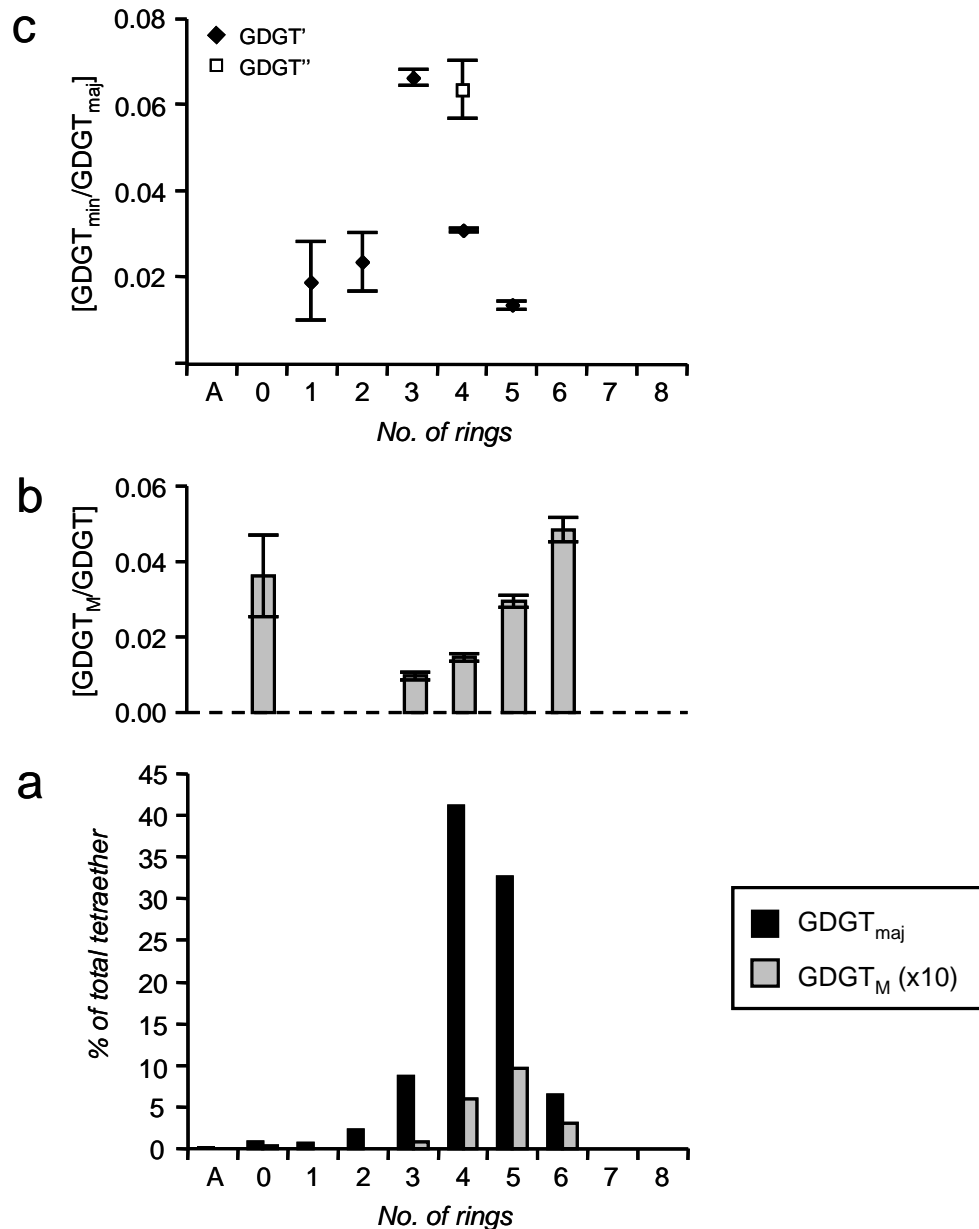 c
[GDGTmin/GDGTmaj]
0.08
0.06
0.04
0.02
GDGT’
GDGT’’
A 0 1 2 3 4 5 6 7 8
No. of rings
b
[GDGTM/GDGT]
0.06
0.04
0.02
0.00
a
% of total tetraether
45
40
35
30
25
20
15
10
5
0
A 0 1 2 3 4 5 6 7 8
No. of rings
GDGTmaj
GDGTM (x10)